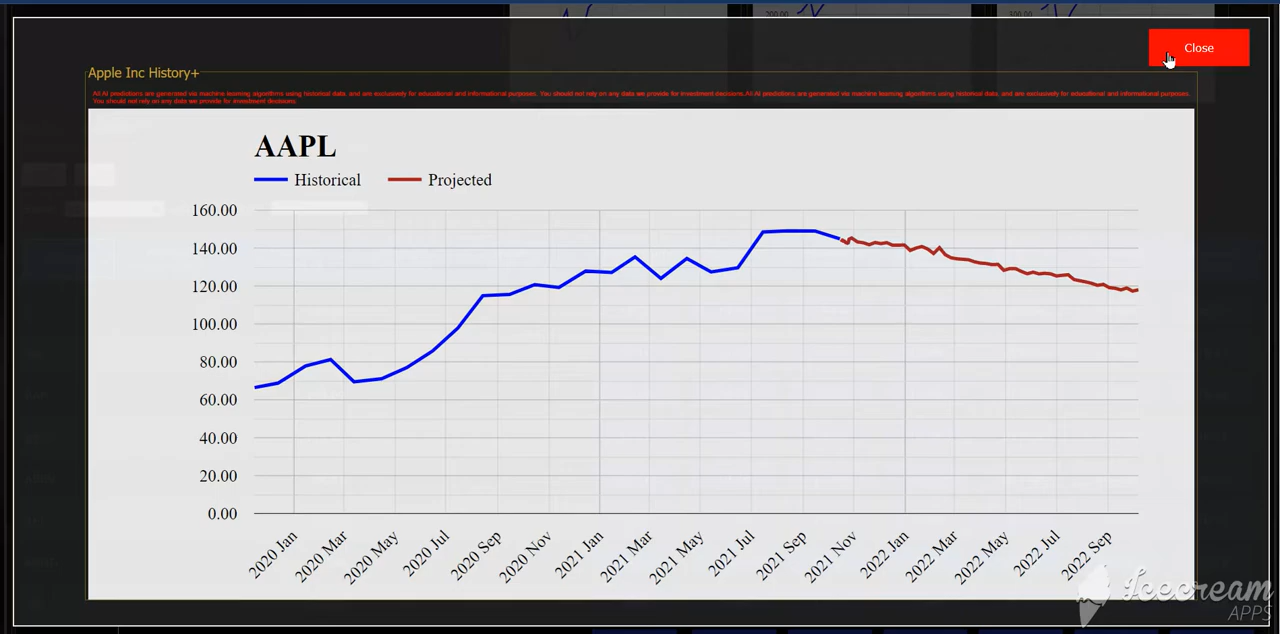 200.00
300.00
Close
Apple Inc History+
All AI predictions are generated via machine learning algorithms using historical data, and are exclusively for educational and informational purposes. You should not rely on any data we provide for investment decisions.All AI predictions are generated via machine learning algorithms using historical data, and are exclusively for educational and informational purposes.
You should not rely on any data we provide for investment decisions.
AAPL
Historical
Projected
160.00
140.00
120.00
100.00
80.00
60.00
40.00
20.00
0.00
2020 Jan
2020 Mar
2020 May
2020 Jul
2020 Sep
2020 Nov
2021 Jan
2021 Mar
2021 May
2021 Jul
2021 Sep
2021 Nov
2022 Jan
2022 Mar
2022 May
2022 Jul
2022 Sep
Icecream
APPS